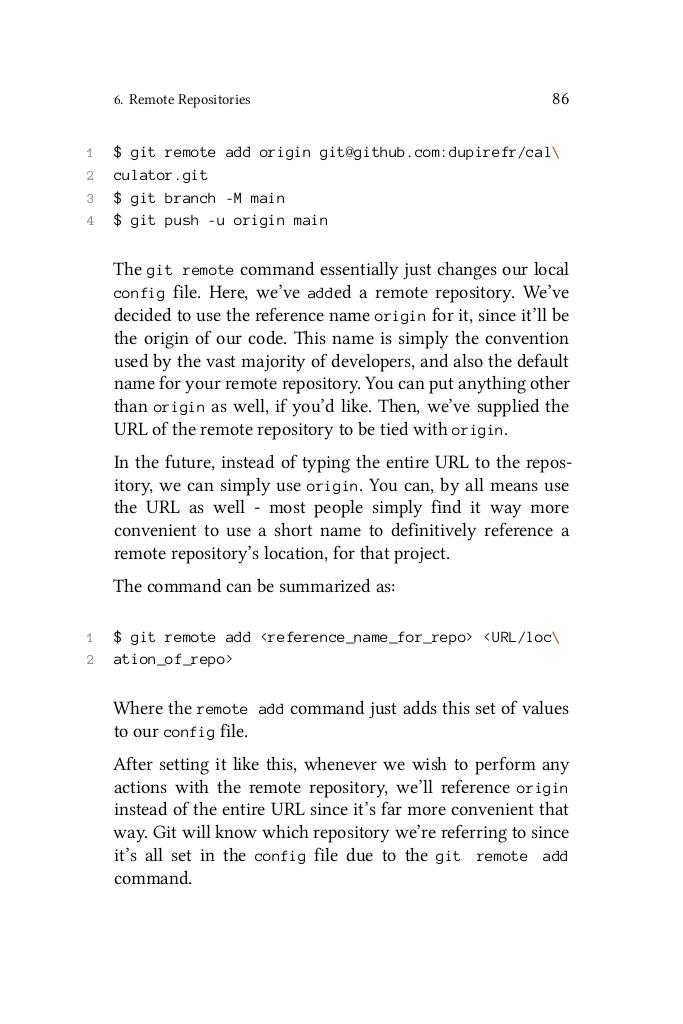 6. Remote Repositories 86
1 $ git remote add origin git@github.com:dupirefr/cal\
2 culator.git
3 $ git branch -M main
4 $ git push -u origin main
The git remote command essentially just changes our local
config file. Here, we've added a remote repository. We've
decided to use the reference name origin for it, since it'll be
the origin of our code. This name is simply the convention
used by the vast majority of developers, and also the default
name for your remote repository. You can put anything other
than origin as well, if you'd like. Then, we've supplied the
URL of the remote repository to be tied with origin.
In the future, instead of typing the entire URL to the repos-
itory, we can simply use origin. You can, by all means use
the URL as well - most people simply find it way more
convenient to use a short name to definitively reference a
remote repository's location, for that project.
The command can be summarized as:
1 $ git remote add <reference_name_for_repo> <URL/loc\
2 ation_of_repo>
Where the remote add command just adds this set of values
to our config file.
After setting it like this, whenever we wish to perform any
actions with the remote repository, we'll reference origin
instead of the entire URL since it's far more convenient that
way. Git will know which repository we're referring to since
it's all set in the config file due to the git remote add
command.